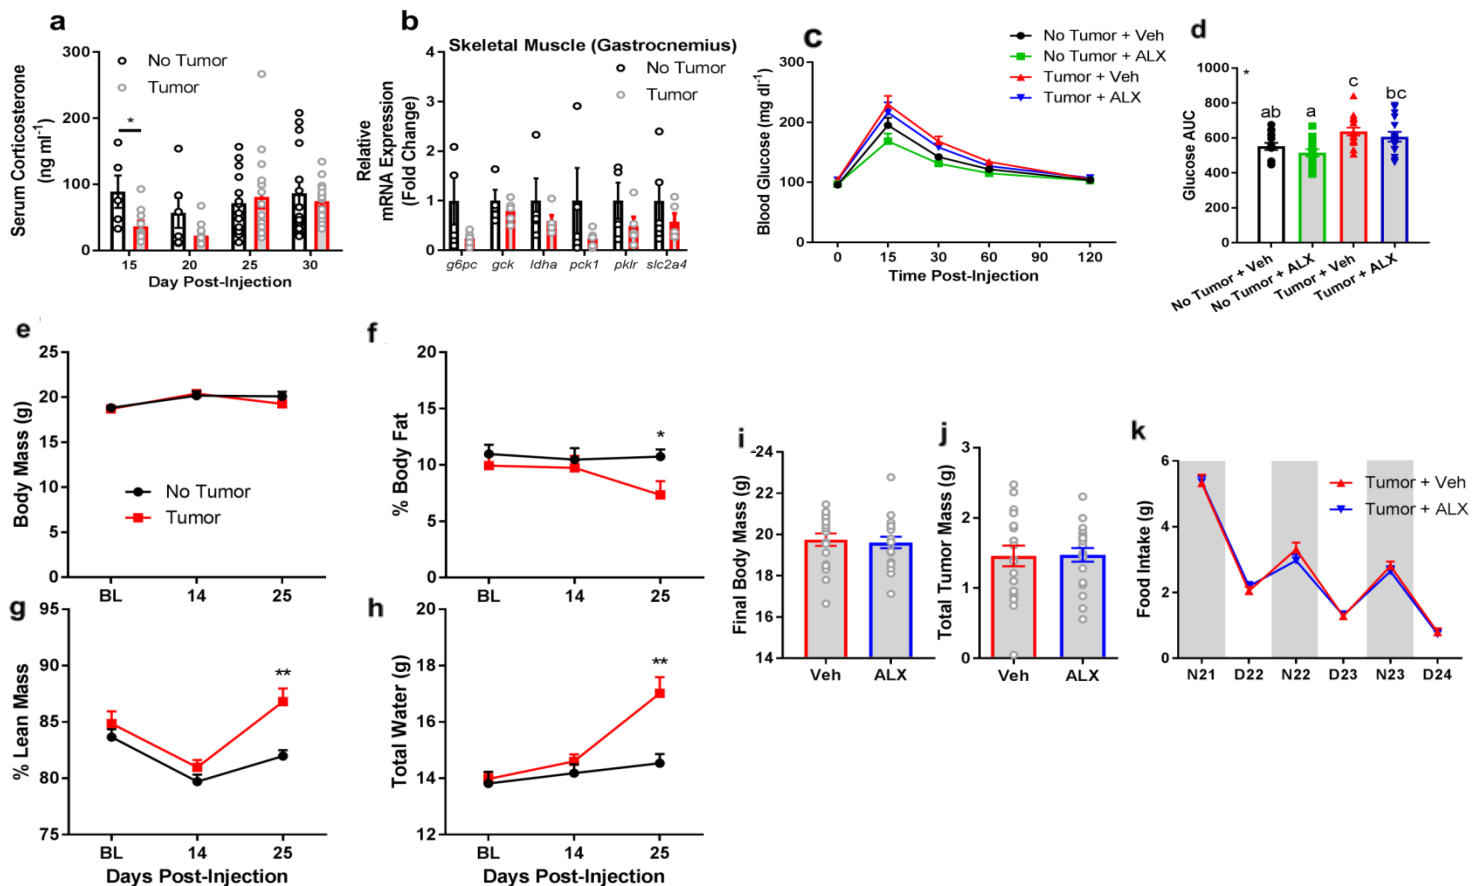 a
300
200
100
0
Serum Corticosterone
(ng ml-1)
No Tumor
Tumor
*
15 20 25 30
Day Post-Injection
b
Skeletal Muscle (Gastrocnemius)
No Tumor
Tumor
4
3
2
1
0
Relative
mRNA Expression
(Fold Change)
g6pc gck ldha pck1 pklr slc2a4
c
No Tumor + Veh
No Tumor + ALX
Tumor + Veh
Tumor + ALX
300
200
100
0
Blood Glucose (mg dl-1)
0 15 30 60 90 120
Time Post-Injection
d
1000
800
600
400
200
0
Glucose AUC
*
ab a c bc
No Tumor + Veh
No Tumor + ALX
Tumor + Veh
Tumor + ALX
e
25
20
15
10
5
0
Body Mass (g)
No Tumor
Tumor
BL 14 25
f
20
15
10
5
0
% Body Fat
*
BL 14 25
g
95
90
85
80
75
% Lean Mass
**
BL 14 25
Days Post-Injection
h
20
18
16
14
12
Total Water (g)
**
BL 14 25
Days Post-Injection
i
24
22
20
18
16
14
Final Body Mass (g)
Veh ALX
j
3
2
1
0
Total Tumor Mass (g)
Veh ALX
k
6
4
2
0
Food Intake (g)
Tumor + Veh
Tumor + ALX
N21 D22 N22 D23 N23 D24